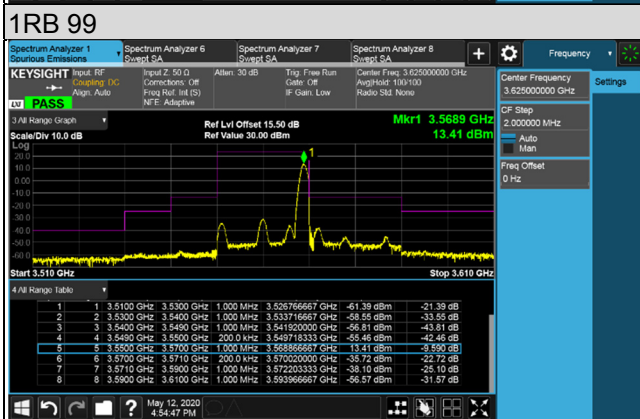 1RB 99
Spectrum Analyzer 1
Spurious Emissions
Spectrum Analyzer 6
Swept SA
Spectrum Analyzer 7
Swept SA
Spectrum Analyzer 8
Swept SA
+
Frequency
KEYSIGHT
Input: RF
Coupling: DC
Align: Auto
Input Z: 50 Ω
Corrections: Off
Freq Ref: Int (S)
NFE: Adaptive
Atten: 30 dB
Trig: Free Run
Gate: Off
IF Gain: Low
Center Freq: 3.625000000 GHz
Avg|Hold: 100/100
Radio Std: None
LXI PASS
Center Frequency
3.625000000 GHz
Settings
CF Step
2.000000 MHz
Auto
Man
Freq Offset
0 Hz
3 All Range Graph
Scale/Div 10.0 dB
Ref Lvl Offset 15.50 dB
Ref Value 30.00 dBm
Mkr1 3.5689 GHz
13.41 dBm
Log
20.0
10.0
0.00
-10.0
-20.0
-30.0
-40.0
-50.0
-60.0
1
Start 3.510 GHz
Stop 3.610 GHz
4 All Range Table
1 1 3.5100 GHz 3.5300 GHz 1.000 MHz 3.526766667 GHz -61.39 dBm -21.39 dB
2 2 3.5300 GHz 3.5400 GHz 1.000 MHz 3.533716667 GHz -58.55 dBm -33.55 dB
3 3 3.5400 GHz 3.5490 GHz 1.000 MHz 3.541920000 GHz -56.81 dBm -43.81 dB
4 4 3.5490 GHz 3.5500 GHz 200.0 kHz 3.549718333 GHz -55.46 dBm -42.46 dB
5 5 3.5500 GHz 3.5700 GHz 1.000 MHz 3.568866667 GHz 13.41 dBm -9.590 dB
6 6 3.5700 GHz 3.5710 GHz 200.0 kHz 3.570020000 GHz -35.72 dBm -22.72 dB
7 7 3.5710 GHz 3.5900 GHz 1.000 MHz 3.572203333 GHz -38.10 dBm -25.10 dB
8 8 3.5900 GHz 3.6100 GHz 1.000 MHz 3.593966667 GHz -56.57 dBm -31.57 dB
?
May 12, 2020
4:54:47 PM